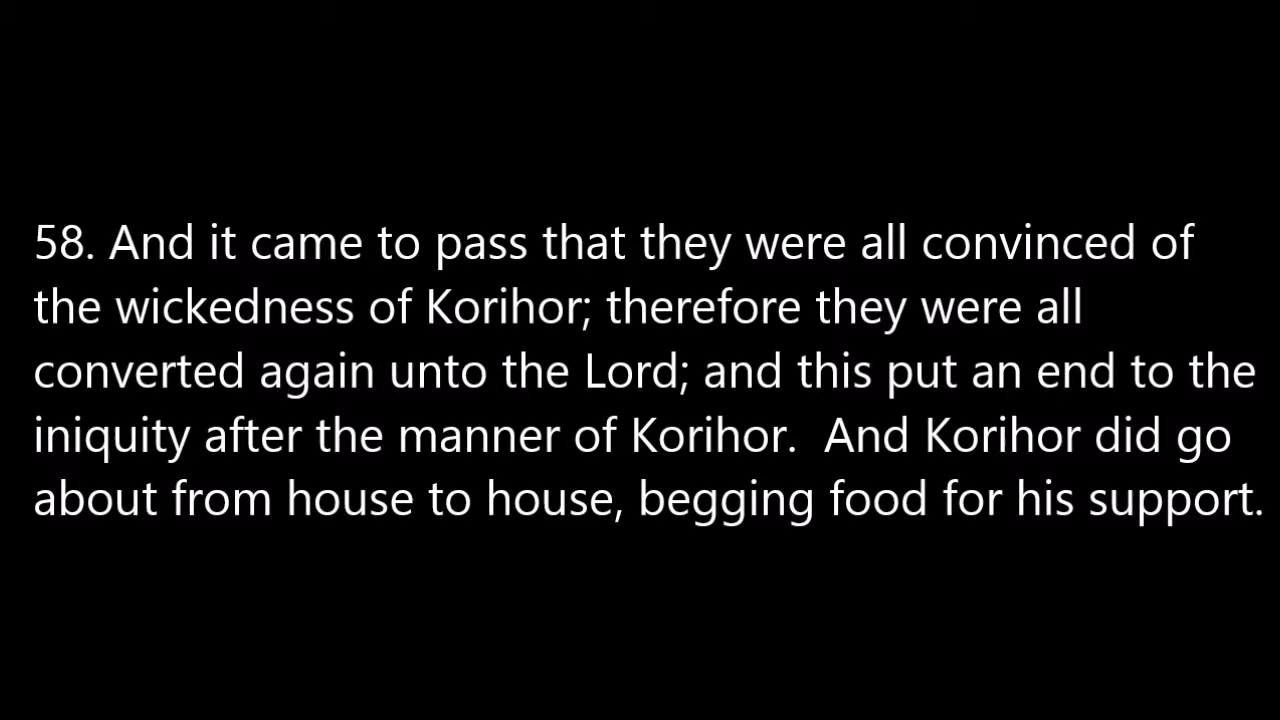 58. And it came to pass that they were all convinced of
the wickedness of Korihor; therefore they were all
converted again unto the Lord; and this put an end to the
iniquity after the manner of Korihor.  And Korihor did go
about from house to house, begging food for his support.